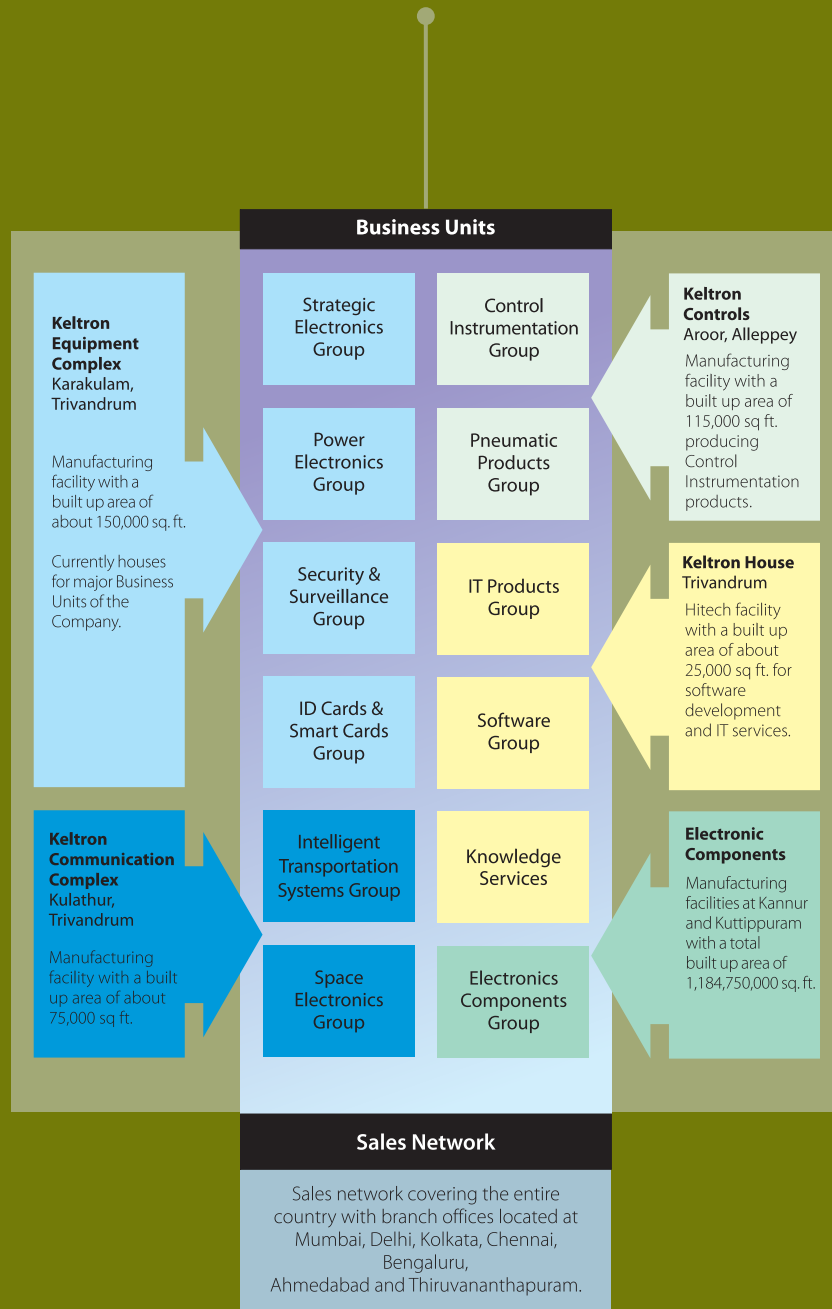 Business Units
Keltron
Equipment
Complex
Karakulam,
Trivandrum
Manufacturing
facility with a
built up area of
about 150,000 sq. ft.
Currently houses
for major Business
Units of the
Company.
Keltron
Communication
Complex
Kulathur,
Trivandrum
Manufacturing
facility with a built
up area of about
75,000 sq ft.
Strategic
Electronics
Group
Power
Electronics
Group
Security &
Surveillance
Group
ID Cards &
Smart Cards
Group
Intelligent
Transportation
Systems Group
Space
Electronics
Group
Control
Instrumentation
Group
Pneumatic
Products
Group
IT Products
Group
Software
Group
Knowledge
Services
Electronics
Components
Group
Keltron
Controls
Aroor, Alleppey
Manufacturing
facility with a
built up area of
115,000 sq ft.
producing
Control
Instrumentation
products.
Keltron House
Trivandrum
Hitech facility
with a built up
area of about
25,000 sq ft. for
software
development
and IT services.
Electronic
Components
Manufacturing
facilities at Kannur
and Kuttippuram
with a total
built up area of
1,184,750,000 sq. ft.
Sales Network
Sales network covering the entire
country with branch offices located at
Mumbai, Delhi, Kolkata, Chennai,
Bengaluru,
Ahmedabad and Thiruvananthapuram.